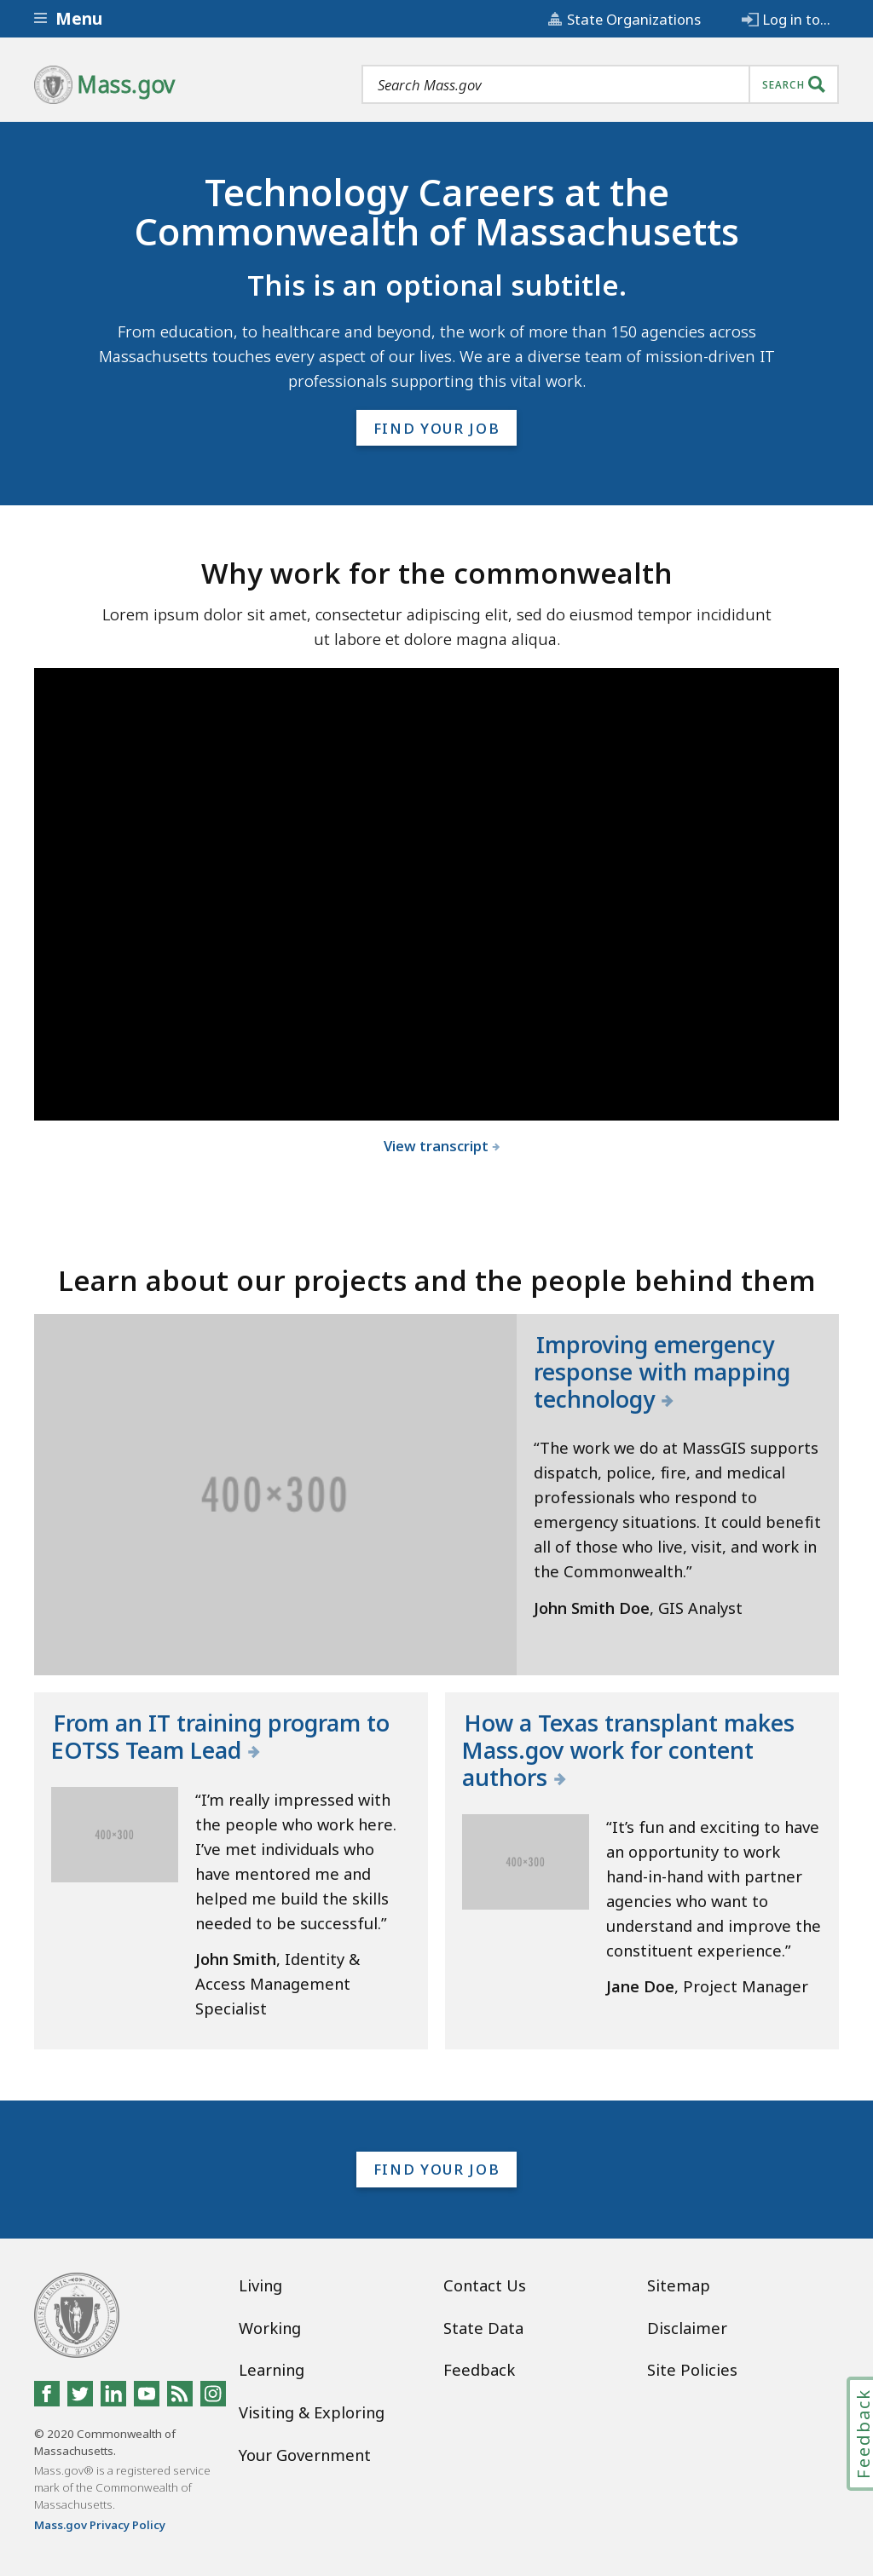 Menu
State Organizations
Log in to...
Mass.gov
Search Mass.gov
SEARCH
Technology Careers at the
Commonwealth of Massachusetts
This is an optional subtitle.
From education, to healthcare and beyond, the work of more than 150 agencies across
Massachusetts touches every aspect of our lives. We are a diverse team of mission-driven IT
professionals supporting this vital work.
FIND YOUR JOB
Why work for the commonwealth
Lorem ipsum dolor sit amet, consectetur adipiscing elit, sed do eiusmod tempor incididunt
ut labore et dolore magna aliqua.
View transcript
Learn about our projects and the people behind them
400×300
Improving emergency
response with mapping
technology
“The work we do at MassGIS supports
dispatch, police, fire, and medical
professionals who respond to
emergency situations. It could benefit
all of those who live, visit, and work in
the Commonwealth.”
John Smith Doe, GIS Analyst
From an IT training program to
EOTSS Team Lead
400×300
“I’m really impressed with
the people who work here.
I’ve met individuals who
have mentored me and
helped me build the skills
needed to be successful.”
John Smith, Identity &
Access Management
Specialist
How a Texas transplant makes
Mass.gov work for content
authors
400×300
“It’s fun and exciting to have
an opportunity to work
hand-in-hand with partner
agencies who want to
understand and improve the
constituent experience.”
Jane Doe, Project Manager
FIND YOUR JOB
Living
Working
Learning
Visiting & Exploring
Your Government
Contact Us
State Data
Feedback
Sitemap
Disclaimer
Site Policies
© 2020 Commonwealth of
Massachusetts.
Mass.gov® is a registered service
mark of the Commonwealth of
Massachusetts.
Mass.gov Privacy Policy
Feedback